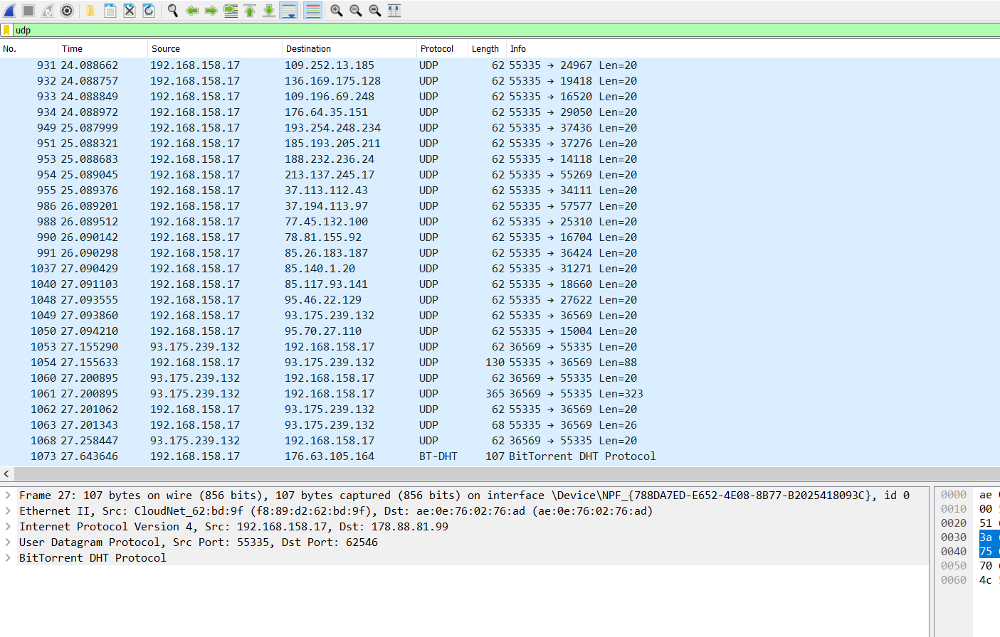 udp
No. Time Source Destination Protocol Length Info
931 24.088662 192.168.158.17 109.252.13.185 UDP 62 55335 → 24967 Len=20
932 24.088757 192.168.158.17 136.169.175.128 UDP 62 55335 → 19418 Len=20
933 24.088849 192.168.158.17 109.196.69.248 UDP 62 55335 → 16520 Len=20
934 24.088972 192.168.158.17 176.64.35.151 UDP 62 55335 → 29050 Len=20
949 25.087999 192.168.158.17 193.254.248.234 UDP 62 55335 → 37436 Len=20
951 25.088321 192.168.158.17 185.193.205.211 UDP 62 55335 → 37276 Len=20
953 25.088683 192.168.158.17 188.232.236.24 UDP 62 55335 → 14118 Len=20
954 25.089045 192.168.158.17 213.137.245.17 UDP 62 55335 → 55269 Len=20
955 25.089376 192.168.158.17 37.113.112.43 UDP 62 55335 → 34111 Len=20
986 26.089201 192.168.158.17 37.194.113.97 UDP 62 55335 → 57577 Len=20
988 26.089512 192.168.158.17 77.45.132.100 UDP 62 55335 → 25310 Len=20
990 26.090142 192.168.158.17 78.81.155.92 UDP 62 55335 → 16704 Len=20
991 26.090298 192.168.158.17 85.26.183.187 UDP 62 55335 → 36424 Len=20
1037 27.090429 192.168.158.17 85.140.1.20 UDP 62 55335 → 31271 Len=20
1040 27.091103 192.168.158.17 85.117.93.141 UDP 62 55335 → 18660 Len=20
1048 27.093555 192.168.158.17 95.46.22.129 UDP 62 55335 → 27622 Len=20
1049 27.093860 192.168.158.17 93.175.239.132 UDP 62 55335 → 36569 Len=20
1050 27.094210 192.168.158.17 95.70.27.110 UDP 62 55335 → 15004 Len=20
1053 27.155290 93.175.239.132 192.168.158.17 UDP 62 36569 → 55335 Len=20
1054 27.155633 192.168.158.17 93.175.239.132 UDP 130 55335 → 36569 Len=88
1060 27.200895 93.175.239.132 192.168.158.17 UDP 62 36569 → 55335 Len=20
1061 27.200895 93.175.239.132 192.168.158.17 UDP 365 36569 → 55335 Len=323
1062 27.201062 192.168.158.17 93.175.239.132 UDP 62 55335 → 36569 Len=20
1063 27.201343 192.168.158.17 93.175.239.132 UDP 68 55335 → 36569 Len=26
1068 27.258447 93.175.239.132 192.168.158.17 UDP 62 36569 → 55335 Len=20
1073 27.643646 192.168.158.17 176.63.105.164 BT-DHT 107 BitTorrent DHT Protocol
Frame 27: 107 bytes on wire (856 bits), 107 bytes captured (856 bits) on interface \Device\NPF_{788DA7ED-E652-4E08-8B77-B2025418093C}, id 0
Ethernet II, Src: CloudNet_62:bd:9f (f8:89:d2:62:bd:9f), Dst: ae:0e:76:02:76:ad (ae:0e:76:02:76:ad)
Internet Protocol Version 4, Src: 192.168.158.17, Dst: 178.88.81.99
User Datagram Protocol, Src Port: 55335, Dst Port: 62546
BitTorrent DHT Protocol
0000 ae
0010 00
0020 51
0030 3a
0040 75
0050 70
0060 4c